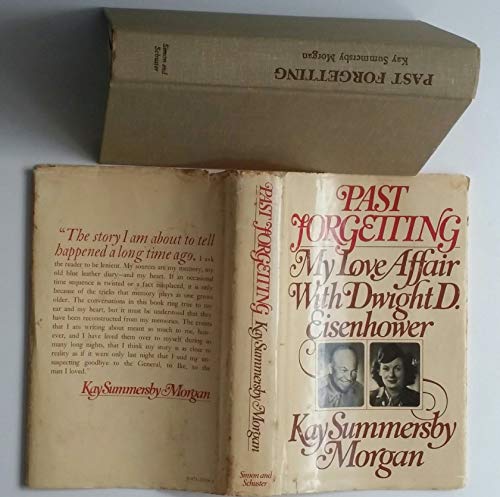 Simon and
Schuster
PAST FORGETTING
Kay Summersby Morgan
"The story I am about to tell
happened a long time ago. I ask
the reader to be lenient. My sources are my memory, my
old blue leather diary—and my heart. If an occasional
time sequence is twisted or a fact misplaced, it is only
because of the tricks that memory plays as one grows
older. The conversations in this book ring true to my
ear and my heart, but it must be understood that they
have been reconstructed from my memories. The events
that I am writing about meant so much to me, how-
ever, and I have lived them over to myself during so
many long nights, that I think my story is as close to
reality as if it were only last night that I said my un-
suspecting goodbye to the General, to Ike, to the
man I loved."
Kay Summersby Morgan
PAST FORGETTING
Kay Summersby Morgan
Simon and
Schuster
PAST
FORGETTING
My Love Affair
With Dwight D.
Eisenhower
Kay Summersby
Morgan